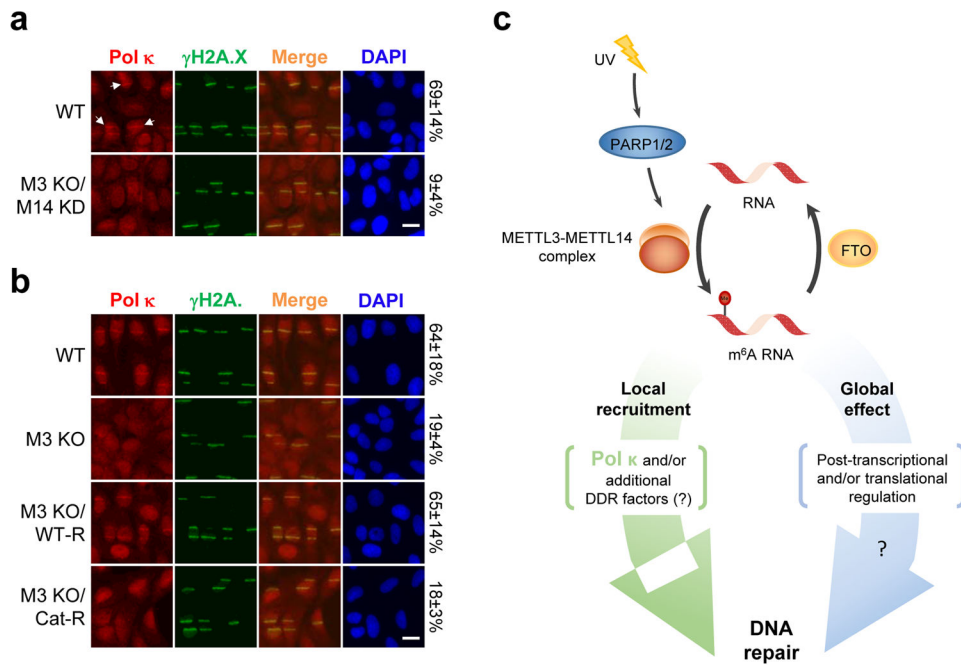 a
Pol κ γH2A.X Merge DAPI
WT
69±14%
M3 KO/
M14 KD
9±4%
b
Pol κ γH2A. Merge DAPI
WT
64±18%
M3 KO
19±4%
M3 KO/
WT-R
65±14%
M3 KO/
Cat-R
18±3%
c
UV
PARP1/2
RNA
METTL3-METTL14
complex
FTO
m⁶A RNA
Local
recruitment
Global
effect
Pol κ and/or
additional
DDR factors (?)
Post-transcriptional
and/or translational
regulation
?
DNA
repair